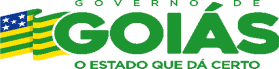 GOVERNO DE
GOIÁS
O ESTADO QUE DÁ CERTO